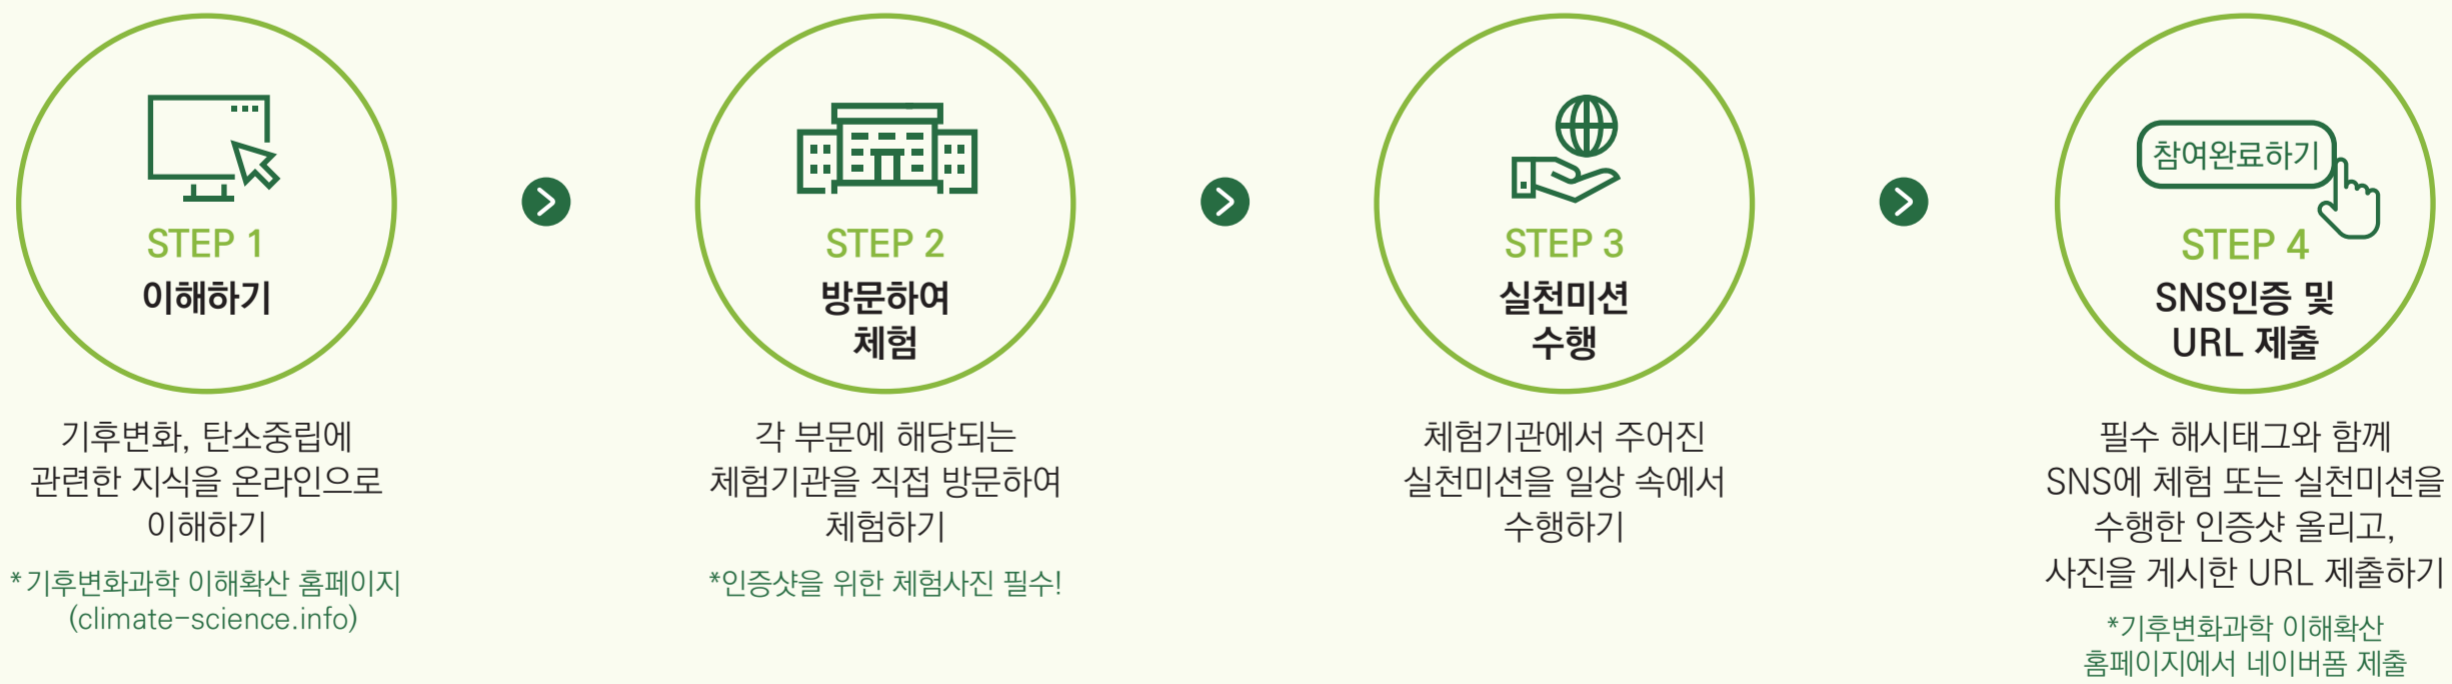 STEP 1
이해하기
기후변화, 탄소중립에
관련한 지식을 온라인으로
이해하기
*기후변화과학 이해확산 홈페이지
(climate-science.info)
STEP 2
방문하여
체험
각 부문에 해당되는
체험기관을 직접 방문하여
체험하기
*인증샷을 위한 체험사진 필수!
STEP 3
실천미션
수행
체험기관에서 주어진
실천미션을 일상 속에서
수행하기
참여완료하기
STEP 4
SNS인증 및
URL 제출
필수 해시태그와 함께
SNS에 체험 또는 실천미션을
수행한 인증샷 올리고,
사진을 게시한 URL 제출하기
*기후변화과학 이해확산
홈페이지에서 네이버폼 제출